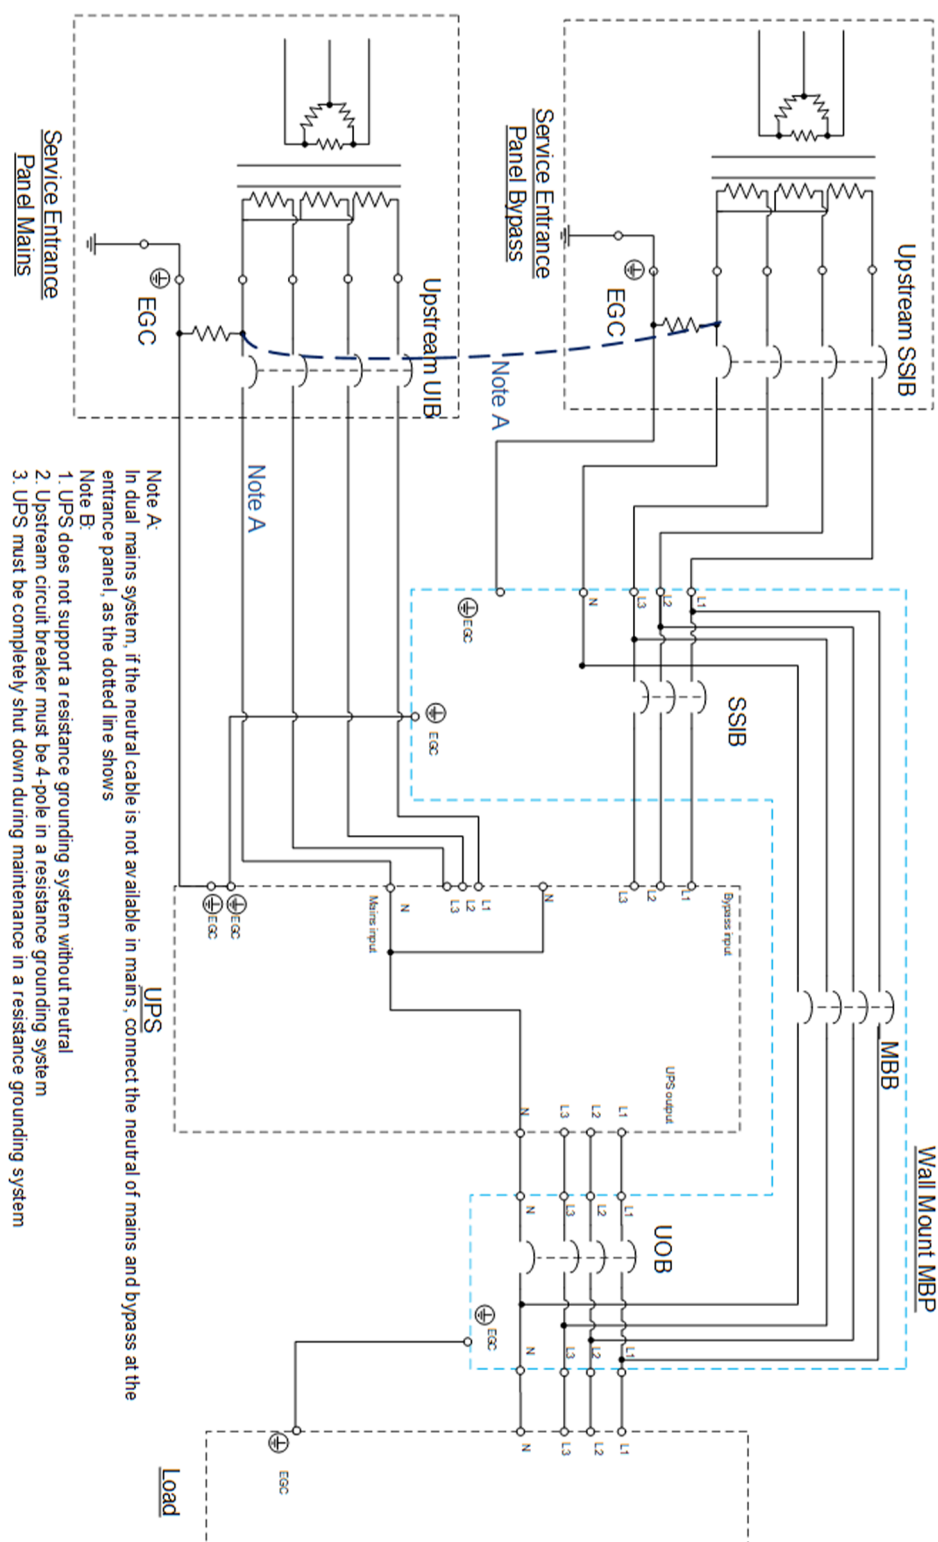 Service Entrance
Panel Bypass
Upstream SSIB
EGC
Service Entrance
Panel Mains
Upstream UIB
EGC
Note A
Note A
N
L3
L2
L1
EGC
EGC
SSIB
MBB
Wall Mount MBP
Bypass input
L1
L2
L3
N
L1
L2
L3
N
Mains input
EGC
EGC
UPS
UPS output
L1
L2
L3
N
L1
L2
L3
N
UOB
EGC
L1
L2
L3
N
L1
L2
L3
N
EGC
Load
Note A:
In dual mains system, if the neutral cable is not available in mains, connect the neutral of mains and bypass at the
entrance panel, as the dotted line shows
Note B:
1. UPS does not support a resistance grounding system without neutral
2. Upstream circuit breaker must be 4-pole in a resistance grounding system
3. UPS must be completely shut down during maintenance in a resistance grounding system